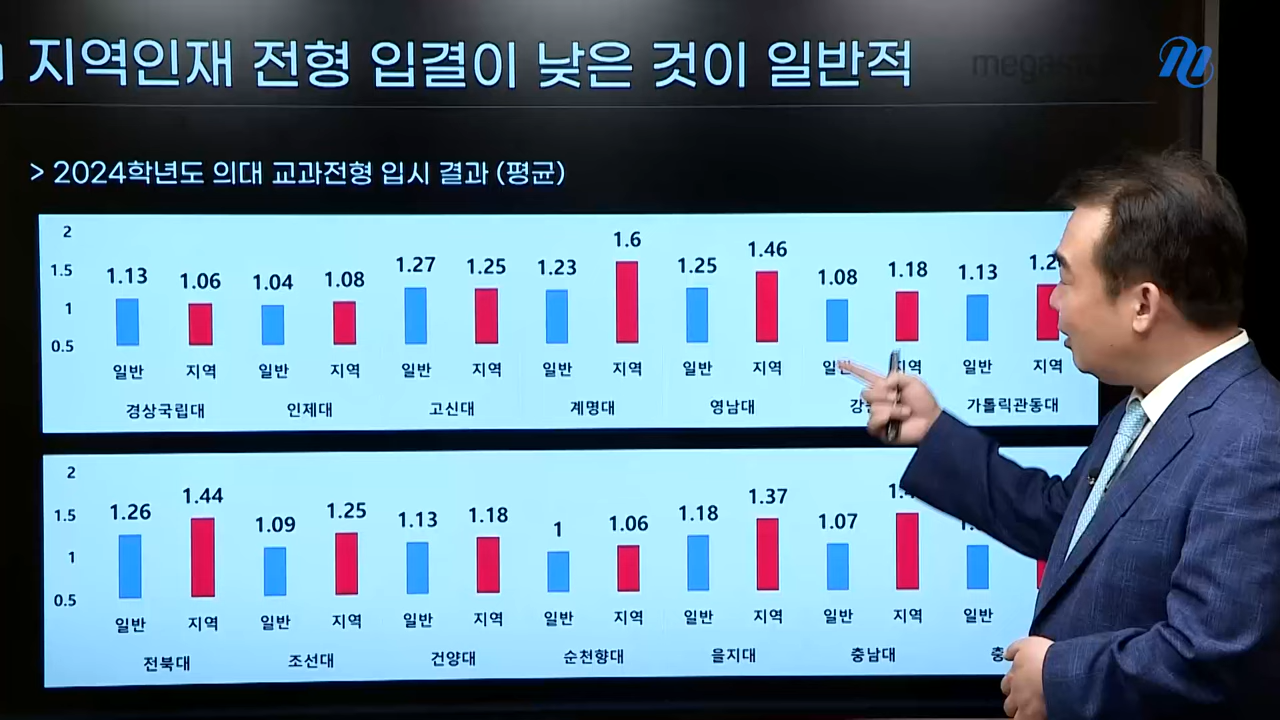 지역인재 전형 입결이 낮은 것이 일반적
> 2024학년도 의대 교과전형 입시 결과 (평균)
2
1.5
1
0.5
1.13 1.06 1.04 1.08 1.27 1.25 1.23 1.6 1.25 1.46 1.08 1.18 1.13
일반 지역 일반 지역 일반 지역 일반 지역 일반 지역 일반 지역 일반 지역
경상국립대 인제대 고신대 계명대 영남대 가톨릭관동대
2
1.5
1
0.5
1.26 1.44 1.09 1.25 1.13 1.18 1 1.06 1.18 1.37 1.07
일반 지역 일반 지역 일반 지역 일반 지역 일반 지역 일반 지역 일반
전북대 조선대 건양대 순천향대 을지대 충남대